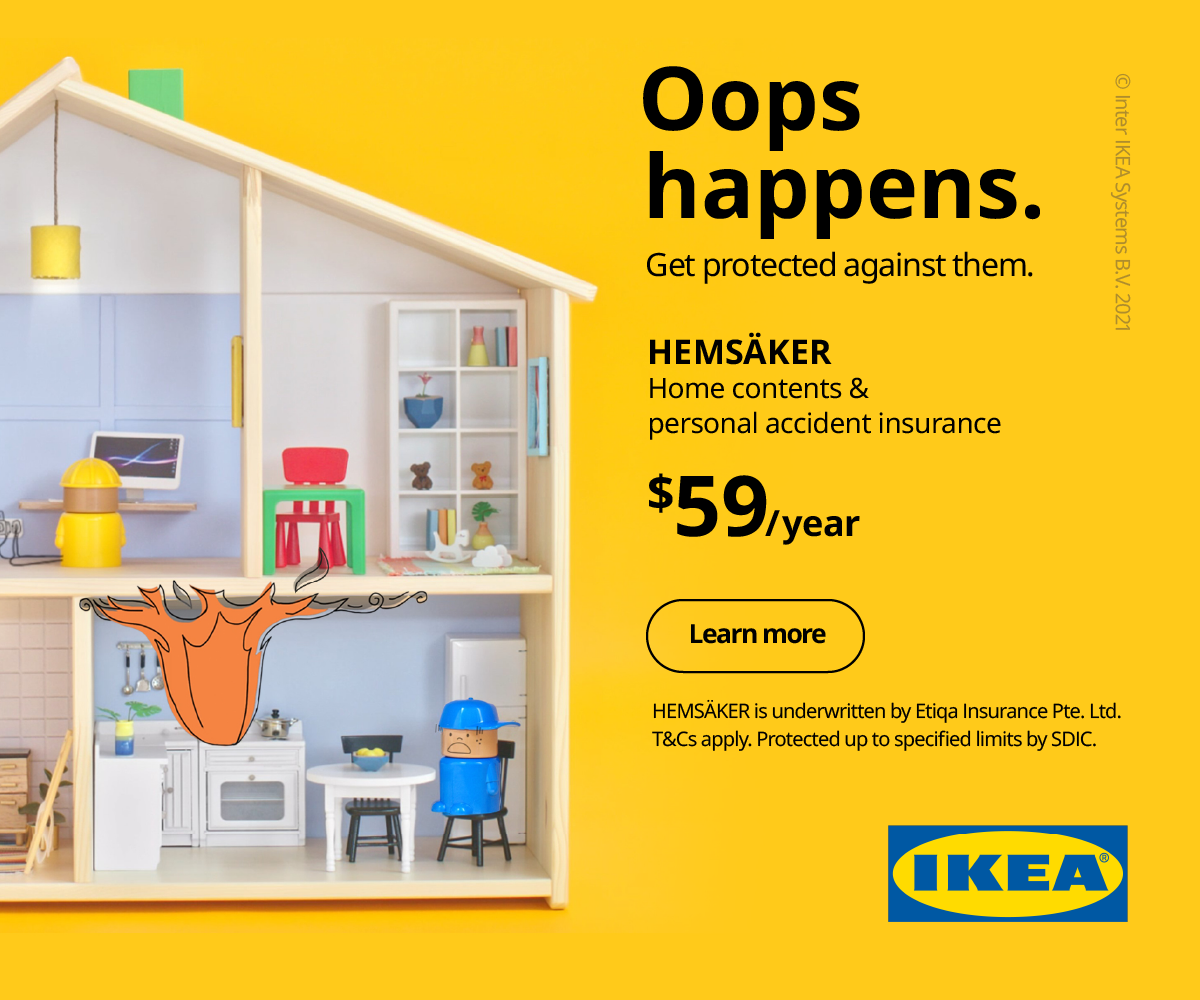 Oops
happens.
Get protected against them.
HEMSÄKER
Home contents &
personal accident insurance
$59/year
Learn more
HEMSÄKER is underwritten by Etiqa Insurance Pte. Ltd.
T&Cs apply. Protected up to specified limits by SDIC.
IKEA®
© Inter IKEA Systems B.V. 2021